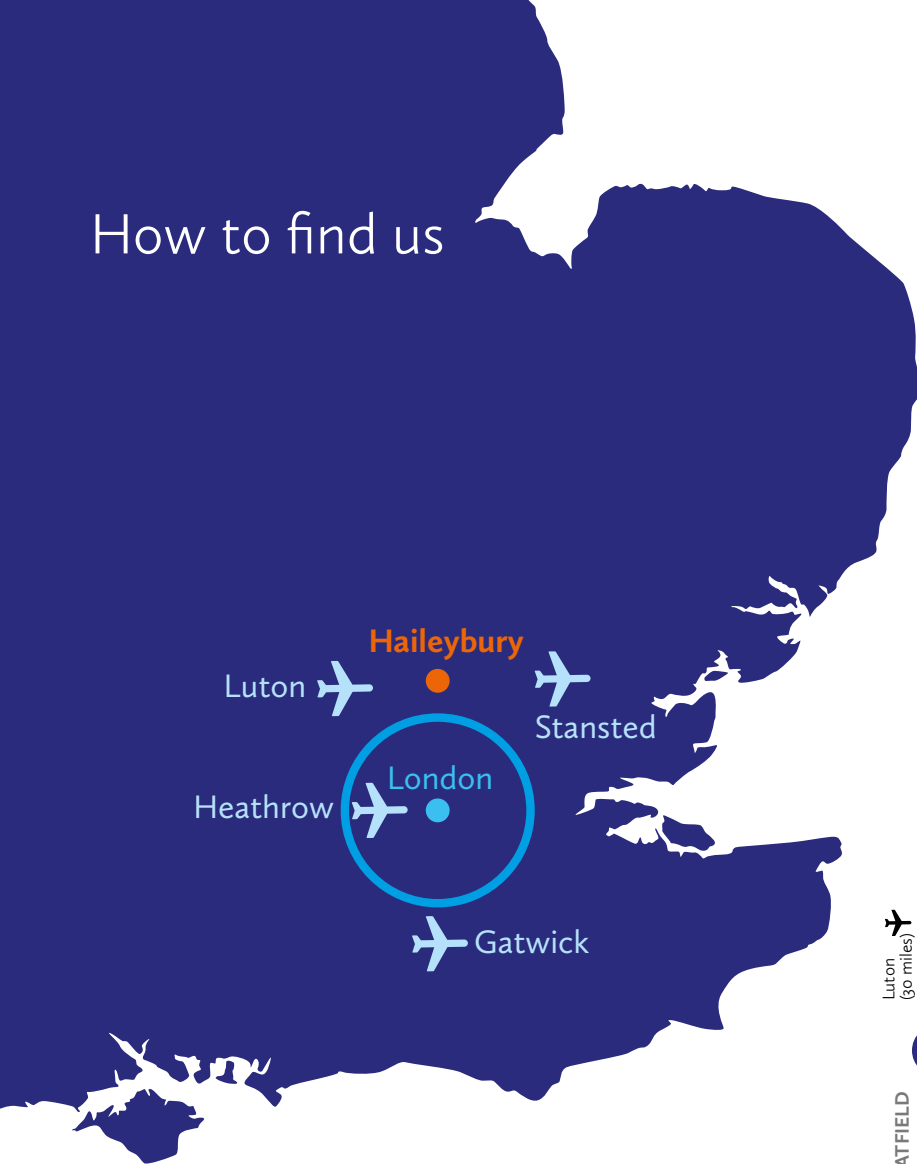 How to find us
Haileybury
Luton
Stansted
London
Heathrow
Gatwick
Luton
(30 miles)
ATFIELD